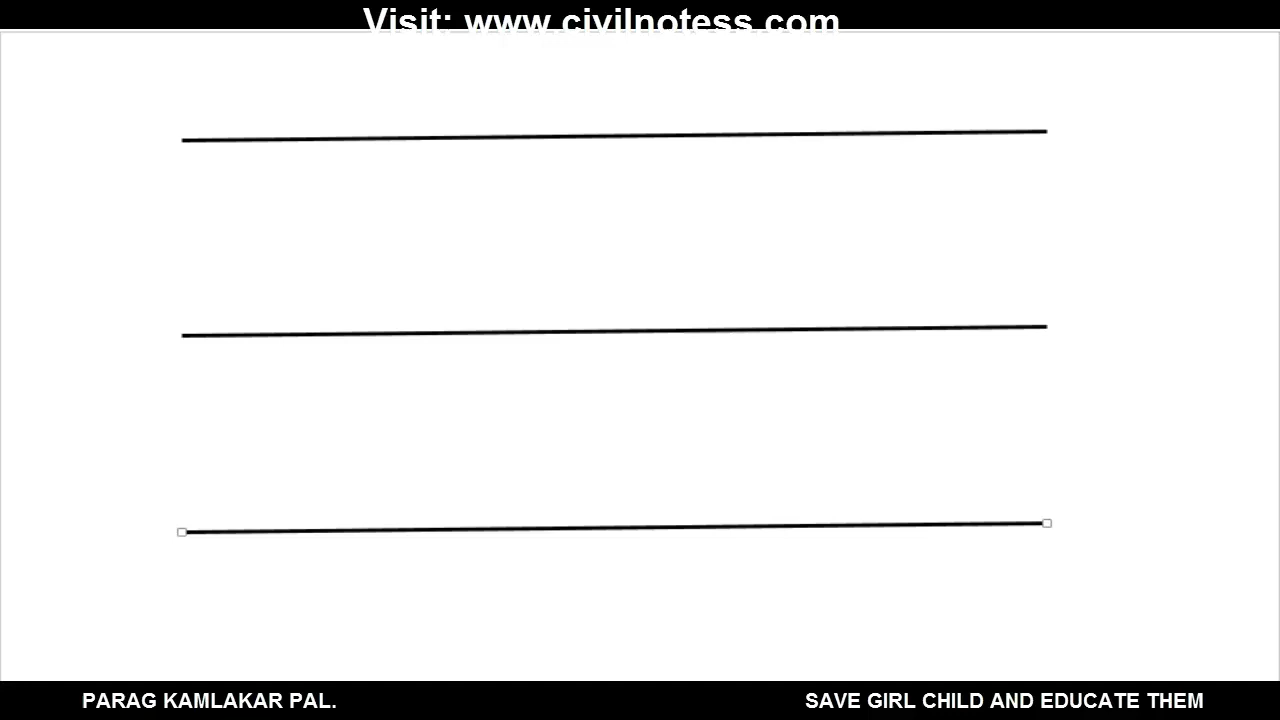 Visit: www.civilnotess.com
PARAG KAMLAKAR PAL.
SAVE GIRL CHILD AND EDUCATE THEM